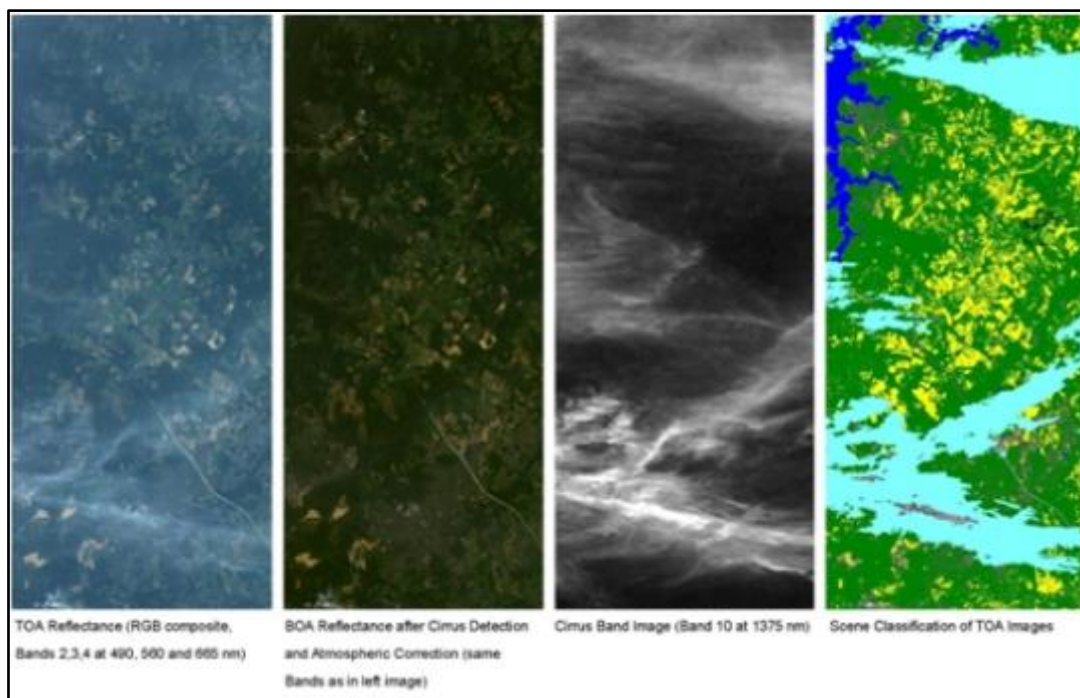 TOA Reflectance (RGB composite,
Bands 2,3,4 at 490, 560 and 665 nm)
BOA Reflectance after Cirrus Detection
and Atmospheric Correction (same
Bands as in left image)
Cirrus Band Image (Band 10 at 1375 nm)
Scene Classification of TOA Images